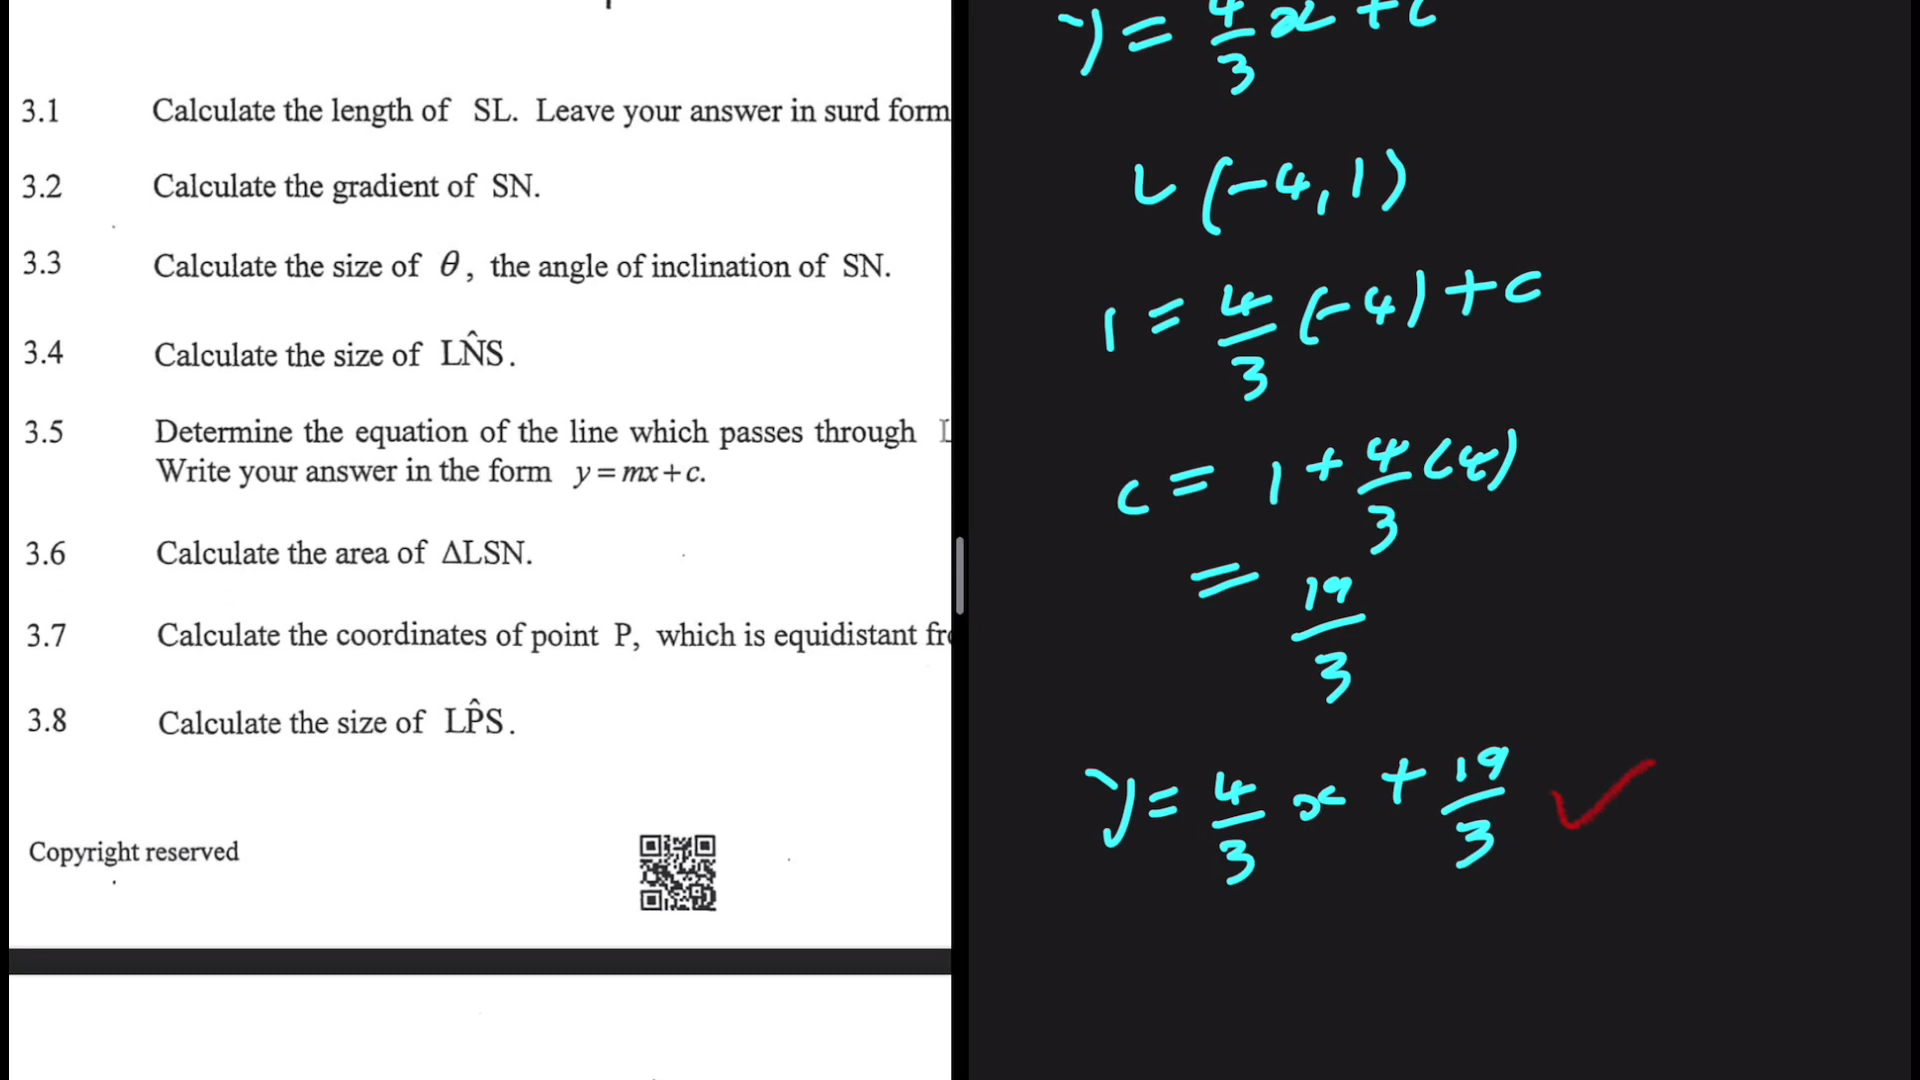 3.1 Calculate the length of SL. Leave your answer in surd form
3.2 Calculate the gradient of SN.
3.3 Calculate the size of θ, the angle of inclination of SN.
3.4 Calculate the size of LN̂S.
3.5 Determine the equation of the line which passes through
Write your answer in the form y = mx + c.
3.6 Calculate the area of ΔLSN.
3.7 Calculate the coordinates of point P, which is equidistant
3.8 Calculate the size of LP̂S.
Copyright reserved
y = 4/3 x + c
L (-4, 1)
1 = 4/3 (-4) + c
c = 1 + 4/3 (4)
= 19/3
y = 4/3 x + 19/3